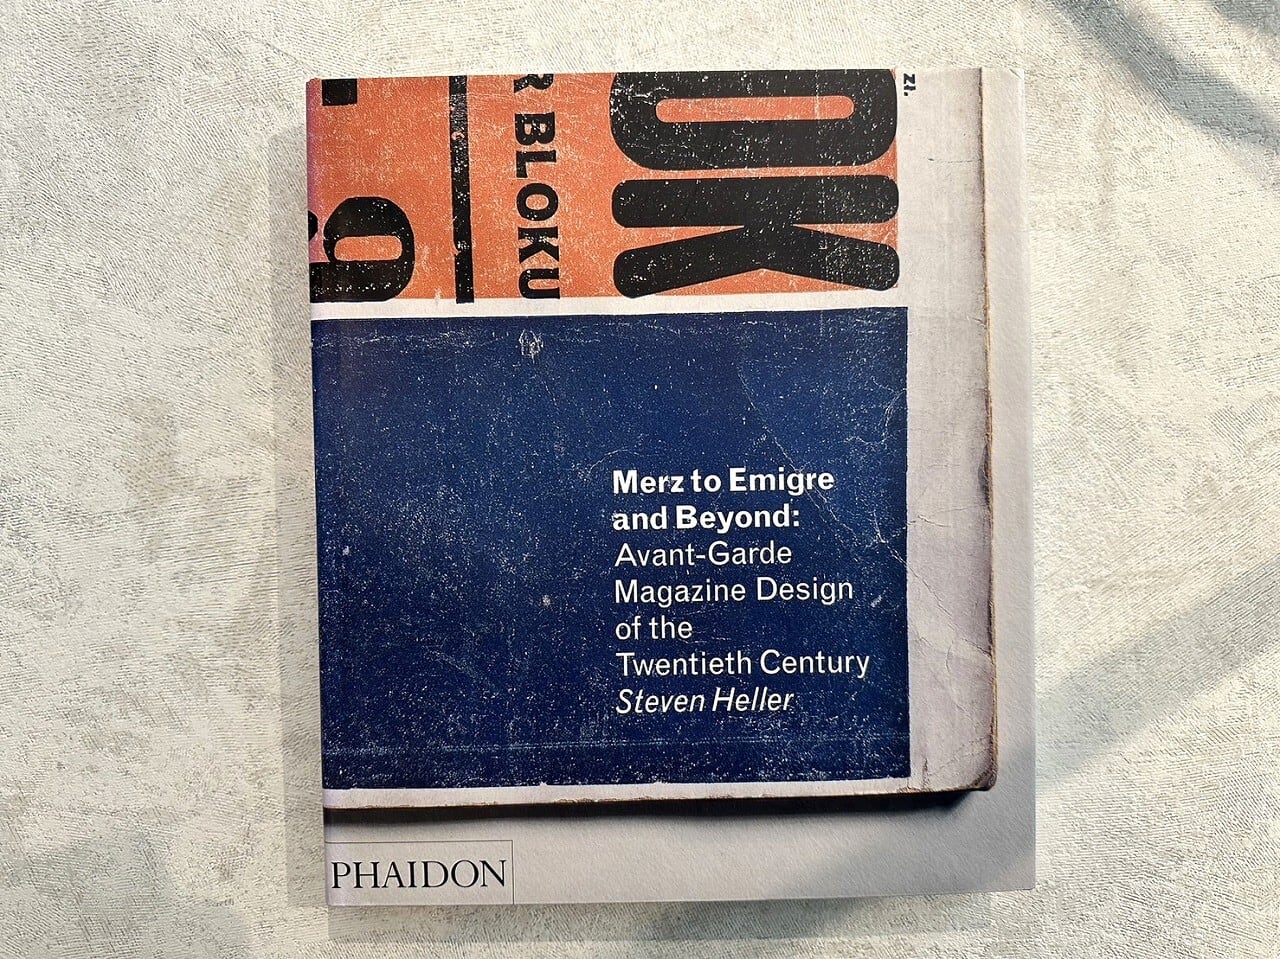 zł.
OK
R BLOKU
9
Merz to Emigre
and Beyond:
Avant-Garde
Magazine Design
of the
Twentieth Century
Steven Heller
PHAIDON